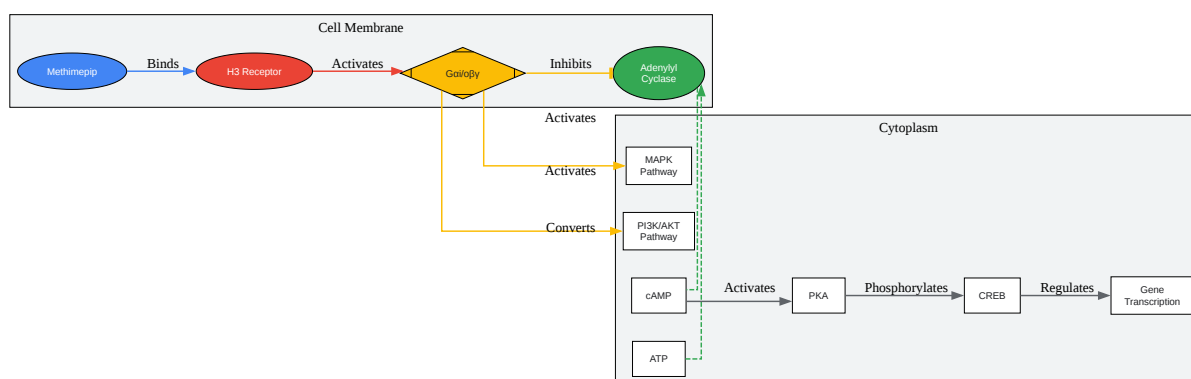 Cell Membrane
Methimepip
Binds
H3 Receptor
Activates
Gαi/oβγ
Inhibits
Adenylyl
Cyclase
Activates
Cytoplasm
MAPK
Pathway
Activates
PI3K/AKT
Pathway
Converts
cAMP
Activates
PKA
Phosphorylates
CREB
Regulates
Gene
Transcription
ATP